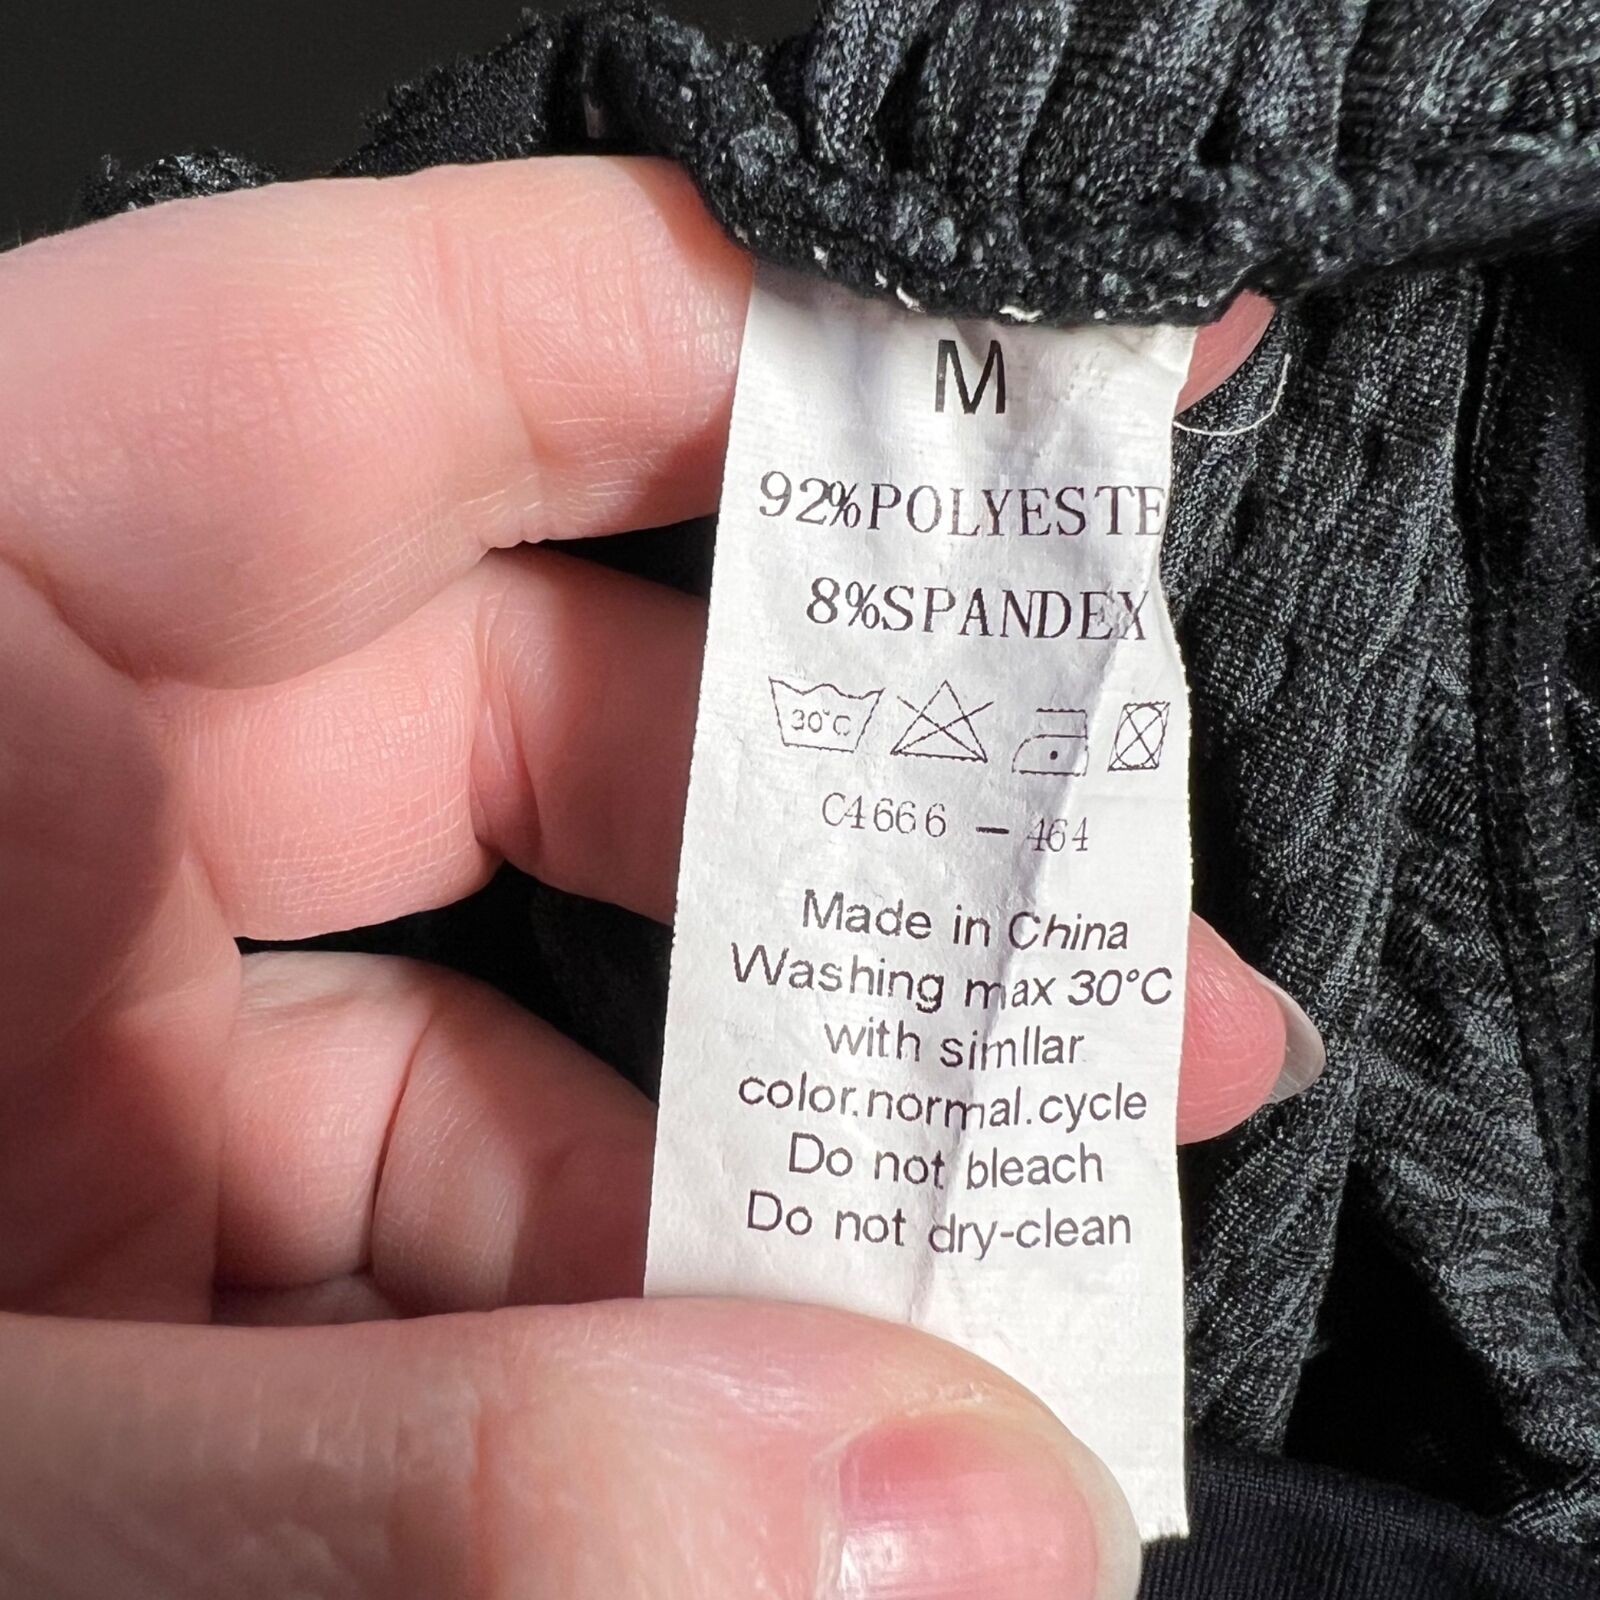 M
92%POLYESTE
8%SPANDEX
30°C
C4666 - 464
Made in China
Washing max 30°C
with simllar
color.normal.cycle
Do not bleach
Do not dry-clean